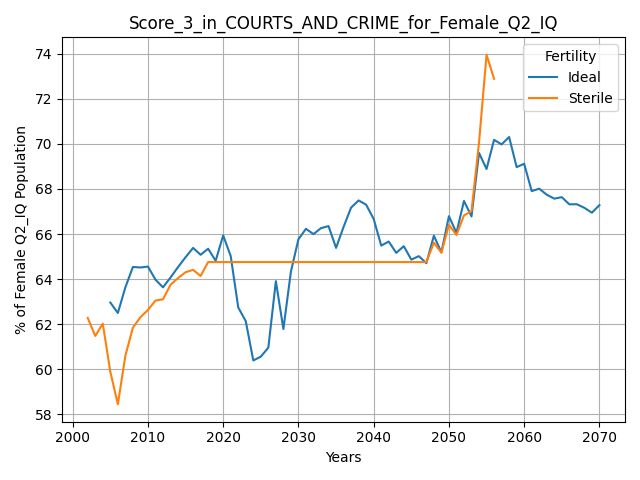 Score_3_in_COURTS_AND_CRIME_for_Female_Q2_IQ
Fertility
Ideal
Sterile
% of Female Q2_IQ Population
74
72
70
68
66
64
62
60
58
2000 2010 2020 2030 2040 2050 2060 2070
Years